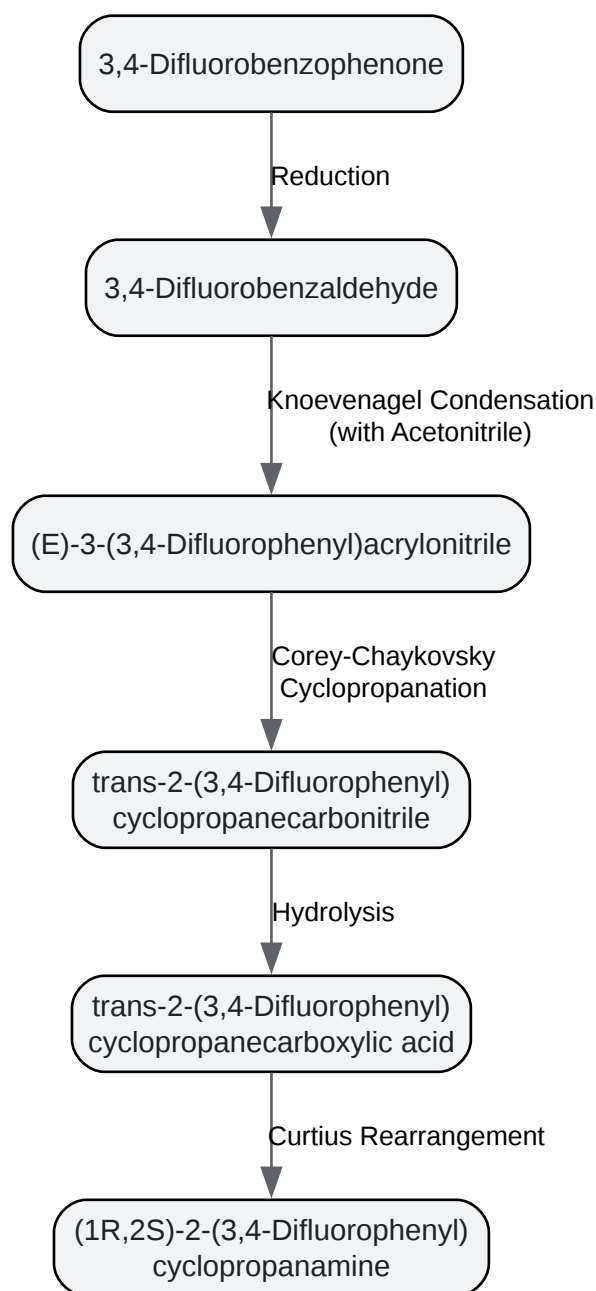 3,4-Difluorobenzophenone
Reduction
3,4-Difluorobenzaldehyde
Knoevenagel Condensation
(with Acetonitrile)
(E)-3-(3,4-Difluorophenyl)acrylonitrile
Corey-Chaykovsky
Cyclopropanation
trans-2-(3,4-Difluorophenyl)
cyclopropanecarbonitrile
Hydrolysis
trans-2-(3,4-Difluorophenyl)
cyclopropanecarboxylic acid
Curtius Rearrangement
(1R,2S)-2-(3,4-Difluorophenyl)
cyclopropanamine